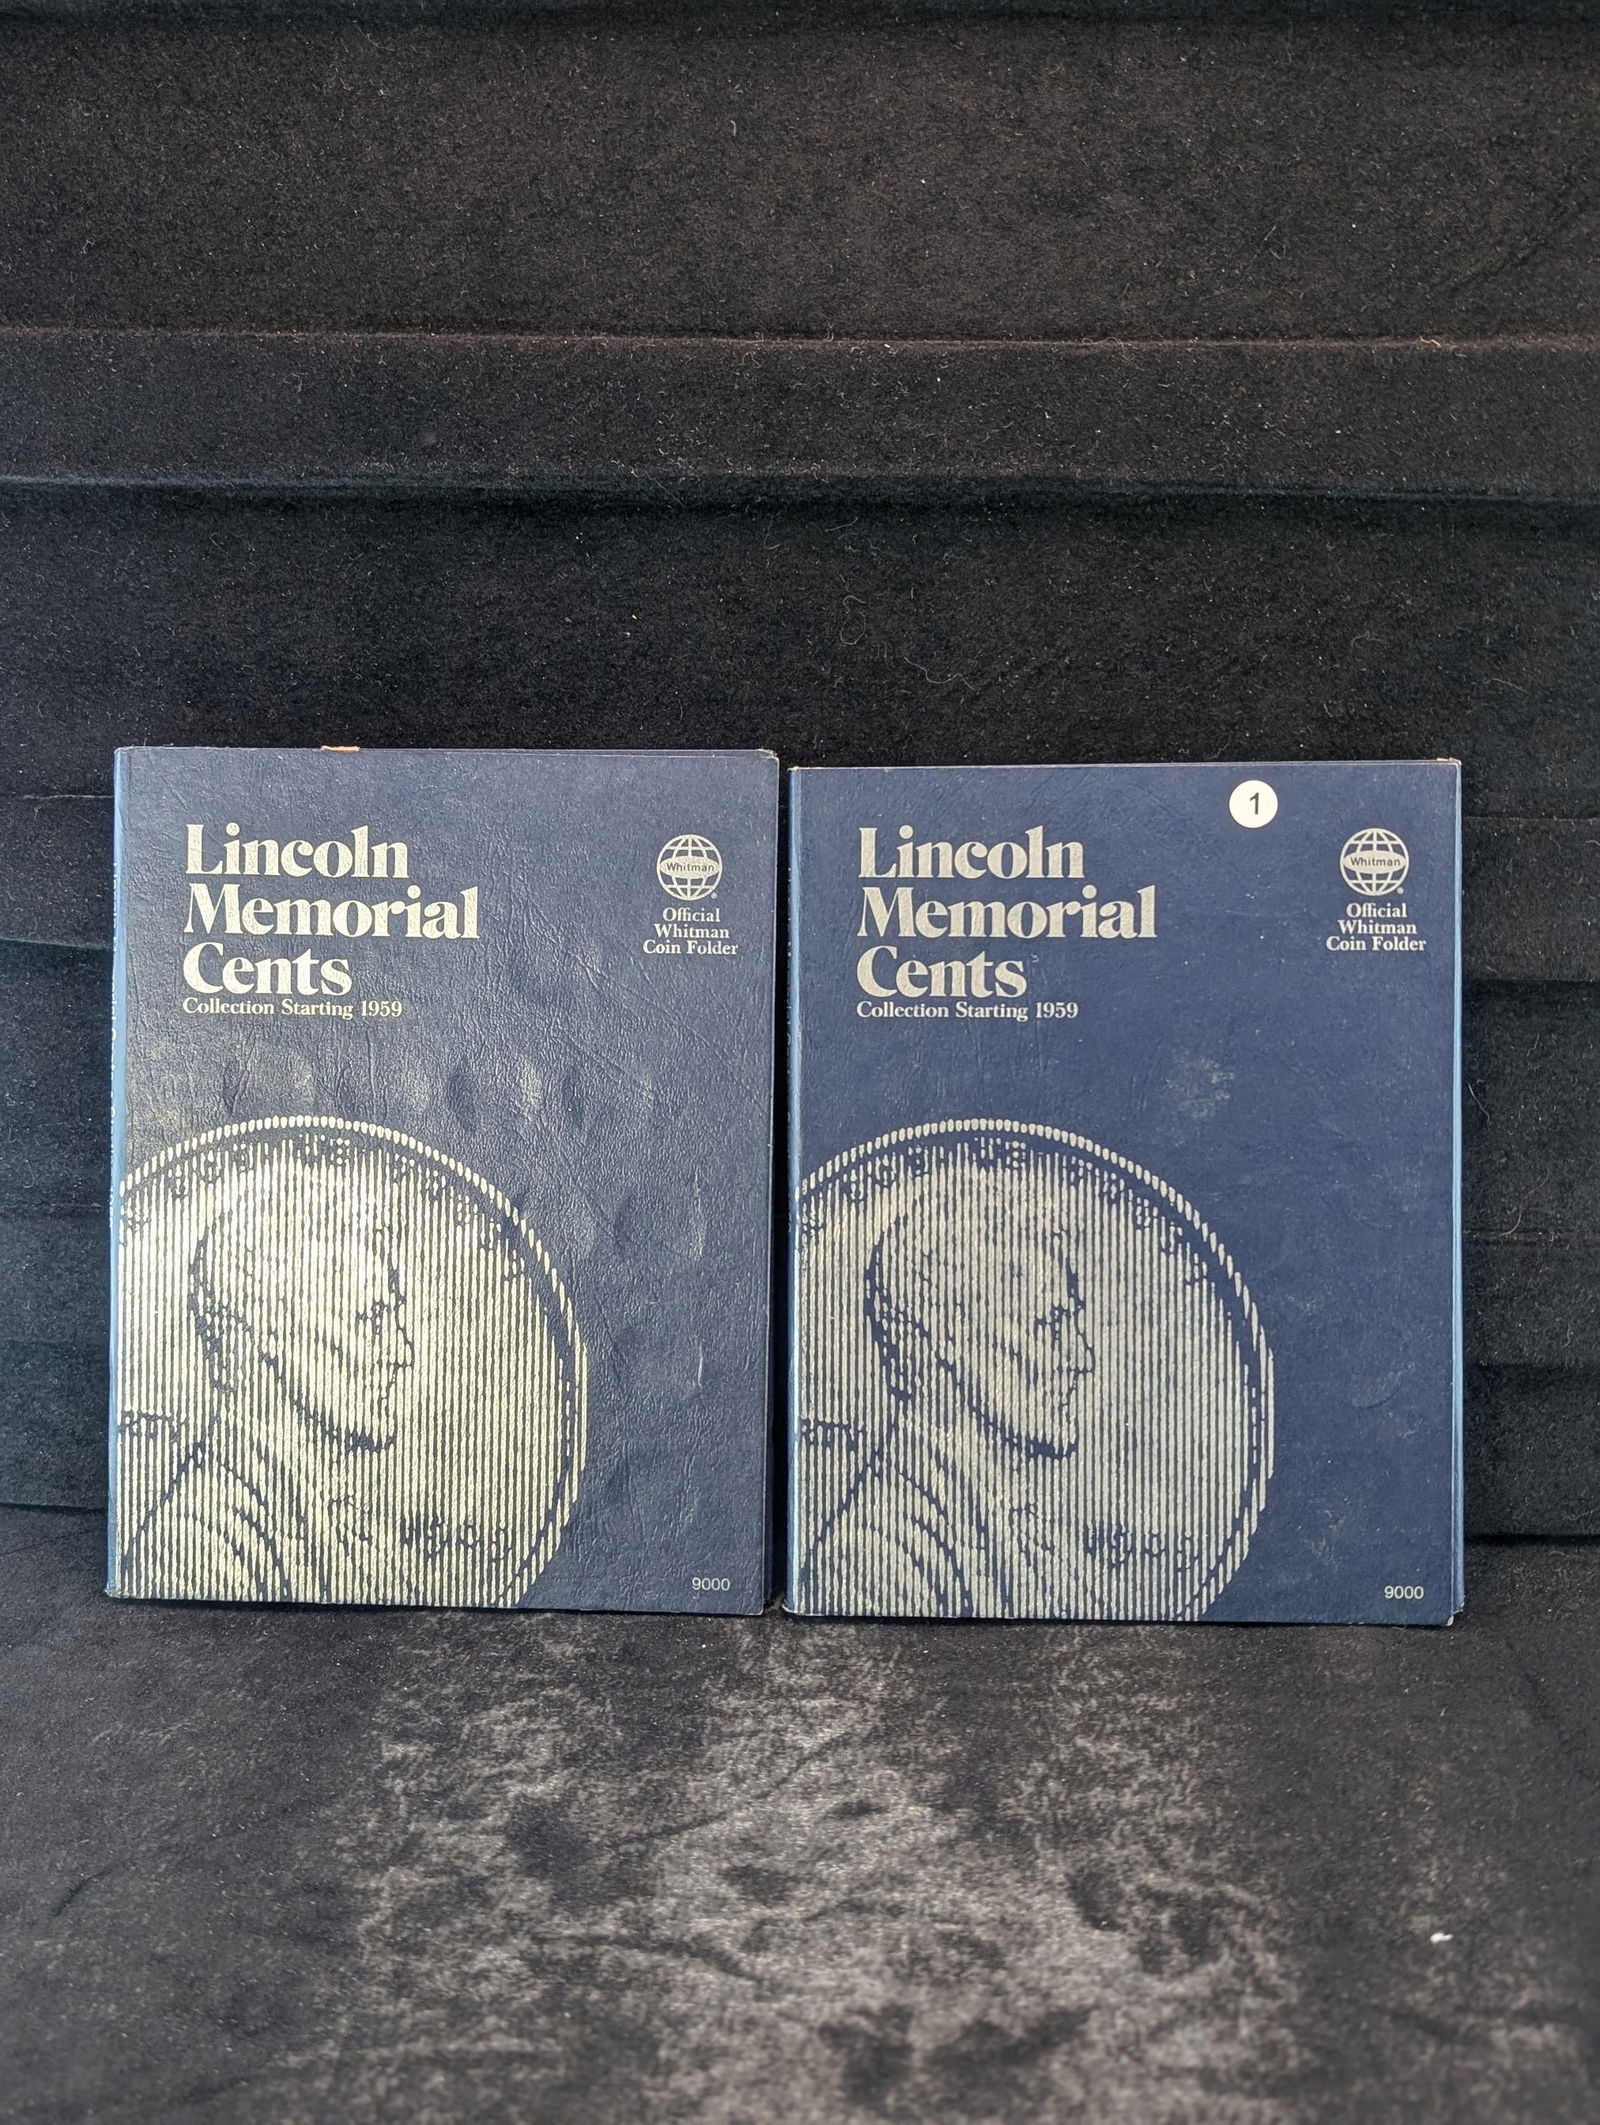 Lincoln
Memorial
Cents
Collection Starting 1959
Whitman
Official
Whitman
Coin Folder
9000
1
Lincoln
Memorial
Cents
Collection Starting 1959
Whitman
Official
Whitman
Coin Folder
9000